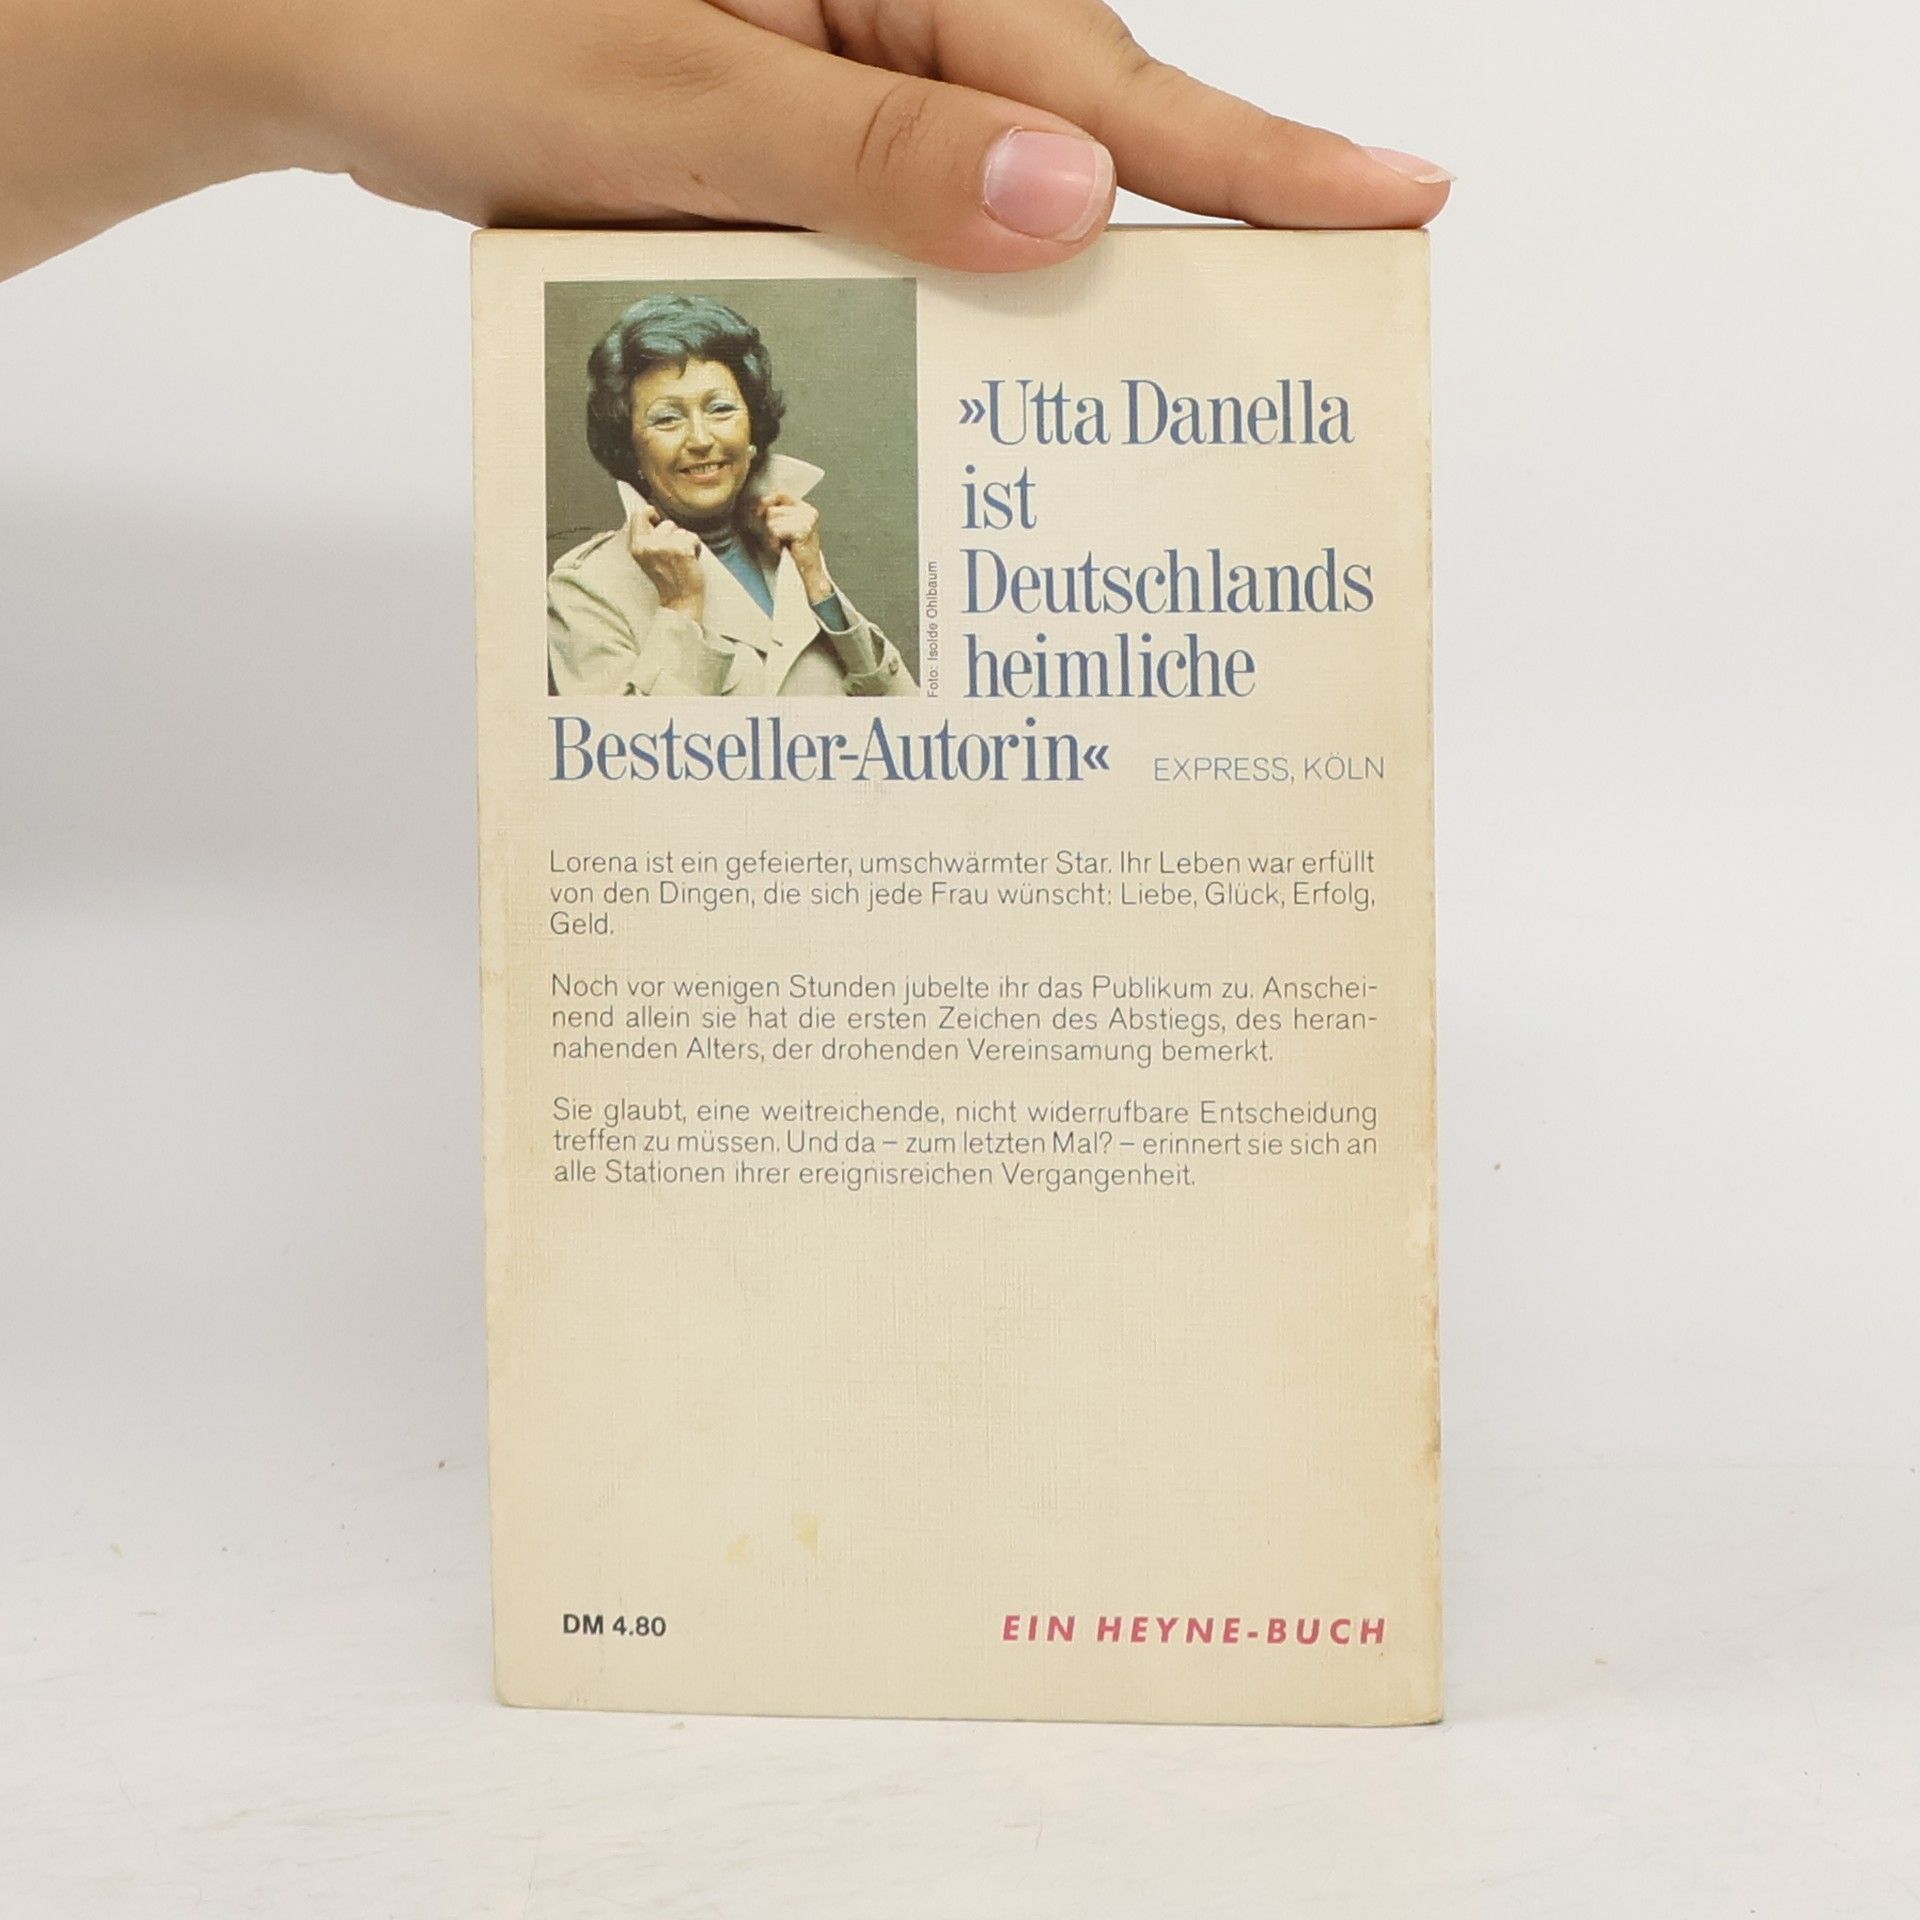 »Utta Danella
ist
Deutschlands
heimliche
Bestseller-Autorin«
EXPRESS, KÖLN
Foto: Isolde Ohlbaum
Lorena ist ein gefeierter, umschwärmter Star. Ihr Leben war erfüllt
von den Dingen, die sich jede Frau wünscht: Liebe, Glück, Erfolg,
Geld.
Noch vor wenigen Stunden jubelte ihr das Publikum zu. Anschei-
nend allein sie hat die ersten Zeichen des Abstiegs, des heran-
nahenden Alters, der drohenden Vereinsamung bemerkt.
Sie glaubt, eine weitreichende, nicht widerrufbare Entscheidung
treffen zu müssen. Und da – zum letzten Mal? – erinnert sie sich an
alle Stationen ihrer ereignisreichen Vergangenheit.
DM 4.80
EIN HEYNE-BUCH